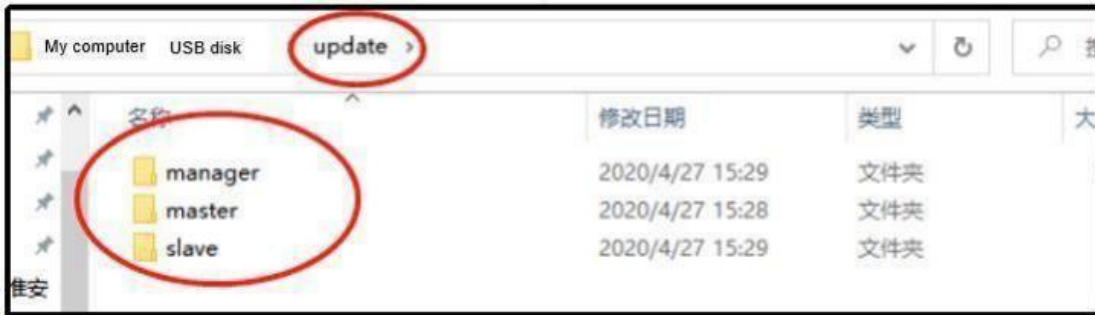 My computer USB disk update >
名称 修改日期 类型 大
manager 2020/4/27 15:29 文件夹
master 2020/4/27 15:28 文件夹
slave 2020/4/27 15:29 文件夹
淮安